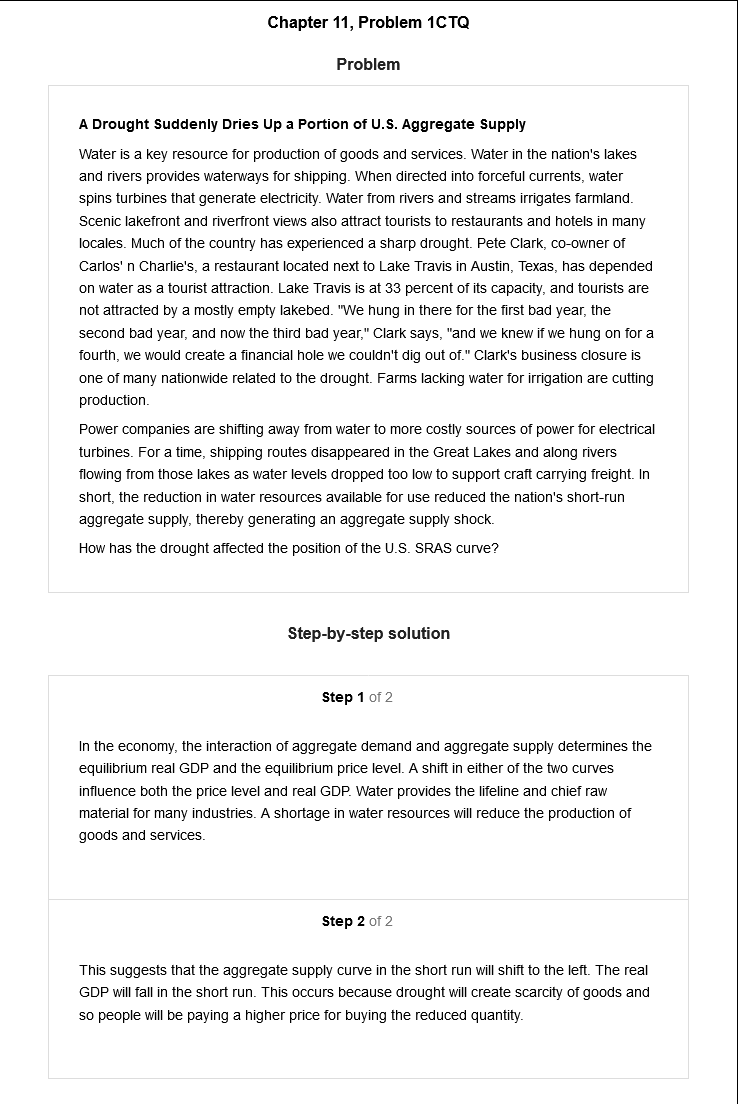 Chapter 11, Problem 1CTQ
Problem
A Drought Suddenly Dries Up a Portion of U.S. Aggregate Supply
Water is a key resource for production of goods and services. Water in the nation's lakes
and rivers provides waterways for shipping. When directed into forceful currents, water
spins turbines that generate electricity. Water from rivers and streams irrigates farmland.
Scenic lakefront and riverfront views also attract tourists to restaurants and hotels in many
locales. Much of the country has experienced a sharp drought. Pete Clark, co-owner of
Carlos' n Charlie's, a restaurant located next to Lake Travis in Austin, Texas, has depended
on water as a tourist attraction. Lake Travis is at 33 percent of its capacity, and tourists are
not attracted by a mostly empty lakebed. "We hung in there for the first bad year, the
second bad year, and now the third bad year," Clark says, "and we knew if we hung on for a
fourth, we would create a financial hole we couldn't dig out of." Clark's business closure is
one of many nationwide related to the drought. Farms lacking water for irrigation are cutting
production.
Power companies are shifting away from water to more costly sources of power for electrical
turbines. For a time, shipping routes disappeared in the Great Lakes and along rivers
flowing from those lakes as water levels dropped too low to support craft carrying freight. In
short, the reduction in water resources available for use reduced the nation's short-run
aggregate supply, thereby generating an aggregate supply shock.
How has the drought affected the position of the U.S. SRAS curve?
Step-by-step solution
Step 1 of 2
In the economy, the interaction of aggregate demand and aggregate supply determines the
equilibrium real GDP and the equilibrium price level. A shift in either of the two curves
influence both the price level and real GDP. Water provides the lifeline and chief raw
material for many industries. A shortage in water resources will reduce the production of
goods and services.
Step 2 of 2
This suggests that the aggregate supply curve in the short run will shift to the left. The real
GDP will fall in the short run. This occurs because drought will create scarcity of goods and
so people will be paying a higher price for buying the reduced quantity.